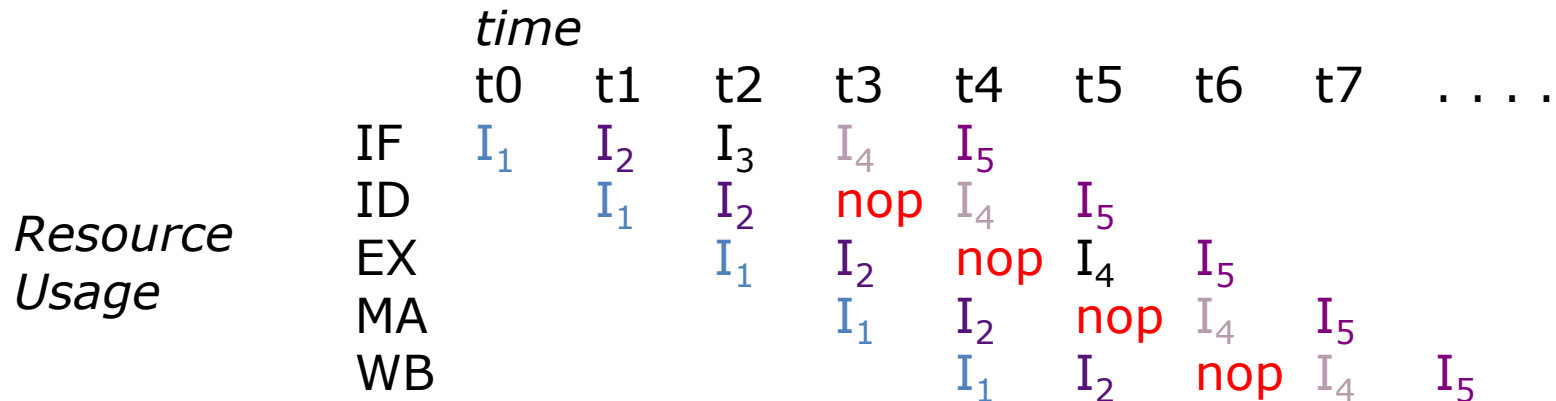 time
t0 t1 t2 t3 t4 t5 t6 t7 . . . .
IF I₁ I₂ I₃ I₄ I₅
ID I₁ I₂ nop I₄ I₅
EX I₁ I₂ nop I₄ I₅
MA I₁ I₂ nop I₄ I₅
WB I₁ I₂ nop I₄ I₅
Resource
Usage